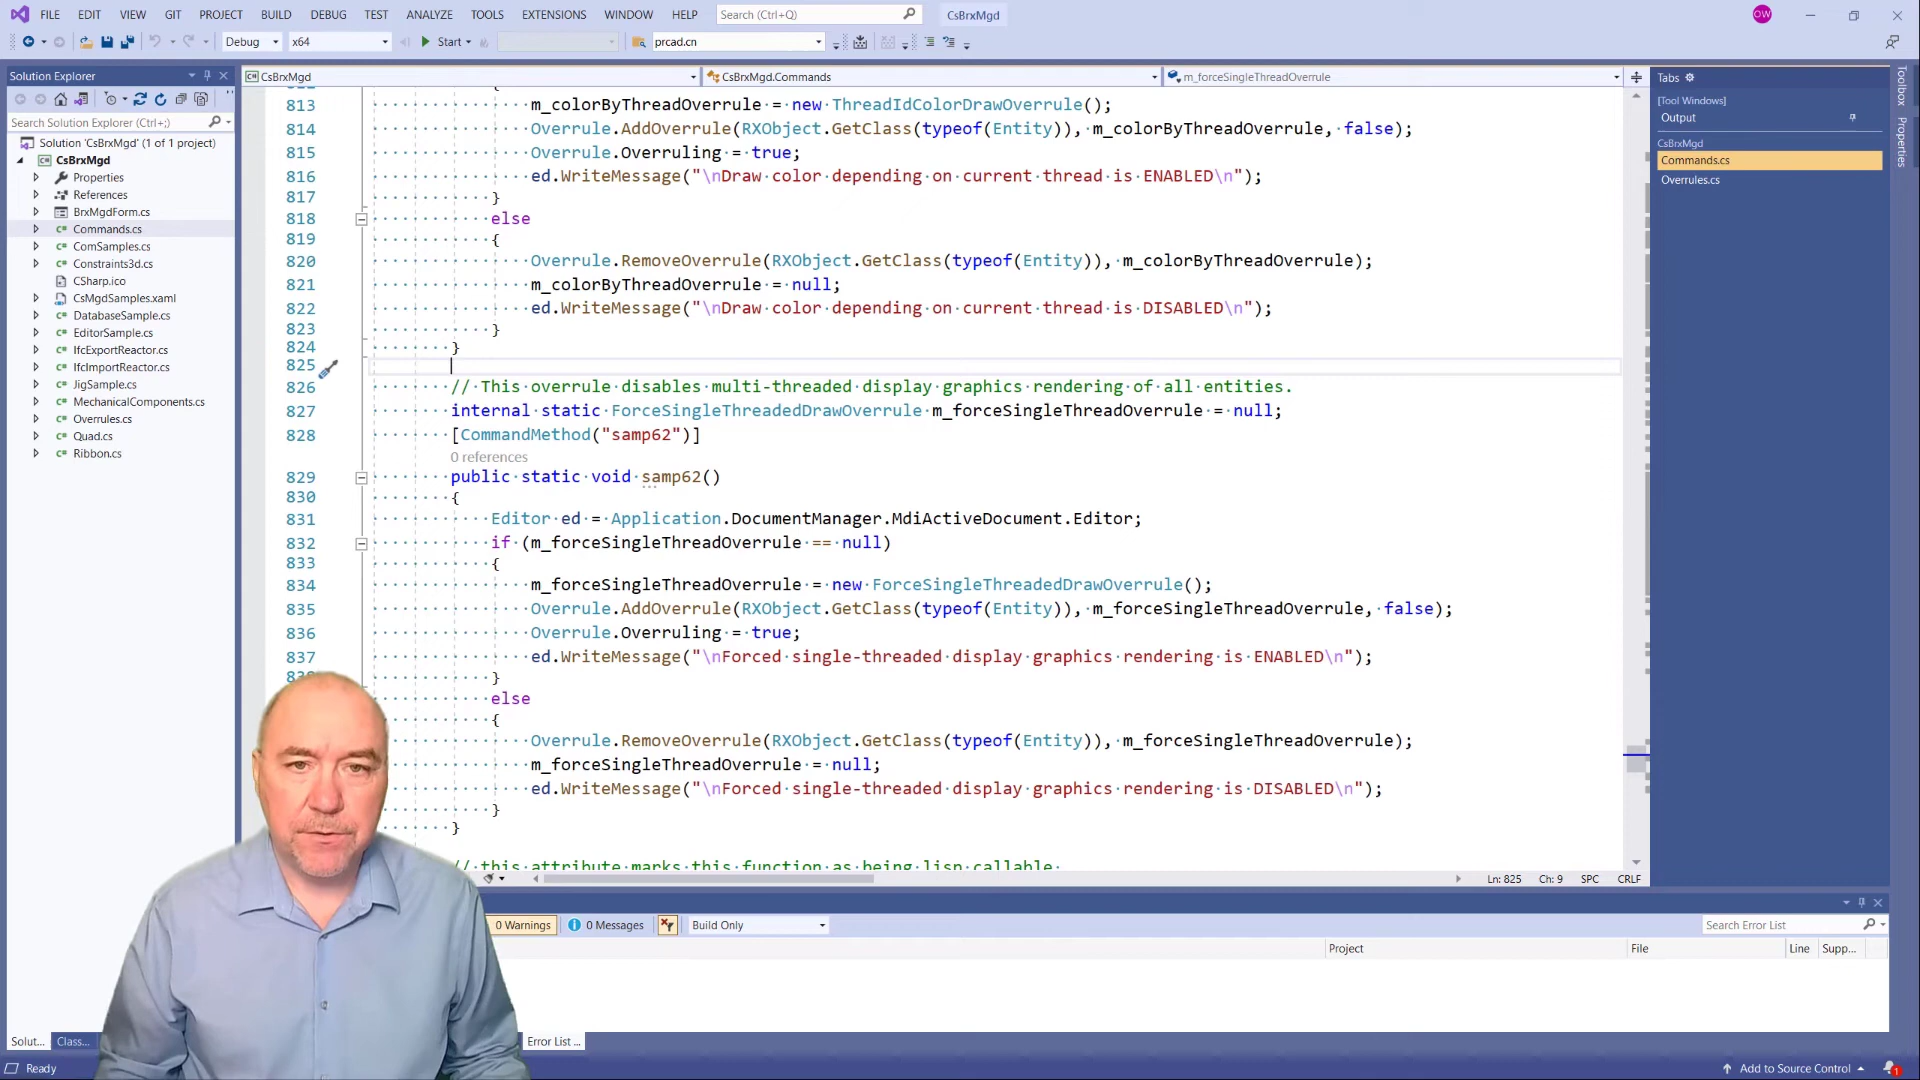 FILE EDIT VIEW GIT PROJECT BUILD DEBUG TEST ANALYZE TOOLS EXTENSIONS WINDOW HELP Search (Ctrl+Q) CsBrxMgd OW
Debug x64 Start prcad.cn
Solution Explorer
Search Solution Explorer (Ctrl+;)
Solution 'CsBrxMgd' (1 of 1 project)
CsBrxMgd
Properties
References
BrxMgdForm.cs
Commands.cs
ComSamples.cs
Constraints3d.cs
CSharp.ico
CsMgdSamples.xaml
DatabaseSample.cs
EditorSample.cs
IfcExportReactor.cs
IfcImportReactor.cs
JigSample.cs
MechanicalComponents.cs
Overrules.cs
Quad.cs
Ribbon.cs
Solut... Class...
CsBrxMgd CsBrxMgd.Commands m_forceSingleThreadOverrule
813 m_colorByThreadOverrule = new ThreadIdColorDrawOverrule();
814 Overrule.AddOverrule(RXObject.GetClass(typeof(Entity)), m_colorByThreadOverrule, false);
815 Overrule.Overruling = true;
816 ed.WriteMessage("\nDraw color depending on current thread is ENABLED\n");
817 }
818 else
819 {
820 Overrule.RemoveOverrule(RXObject.GetClass(typeof(Entity)), m_colorByThreadOverrule);
821 m_colorByThreadOverrule = null;
822 ed.WriteMessage("\nDraw color depending on current thread is DISABLED\n");
823 }
824 }
825
826 // This overrule disables multi-threaded display graphics rendering of all entities.
827 internal static ForceSingleThreadedDrawOverrule m_forceSingleThreadOverrule = null;
828 [CommandMethod("samp62")]
0 references
829 public static void samp62()
830 {
831 Editor ed = Application.DocumentManager.MdiActiveDocument.Editor;
832 if (m_forceSingleThreadOverrule == null)
833 {
834 m_forceSingleThreadOverrule = new ForceSingleThreadedDrawOverrule();
835 Overrule.AddOverrule(RXObject.GetClass(typeof(Entity)), m_forceSingleThreadOverrule, false);
836 Overrule.Overruling = true;
837 ed.WriteMessage("\nForced single-threaded display graphics rendering is ENABLED\n");
}
else
{
Overrule.RemoveOverrule(RXObject.GetClass(typeof(Entity)), m_forceSingleThreadOverrule);
m_forceSingleThreadOverrule = null;
ed.WriteMessage("\nForced single-threaded display graphics rendering is DISABLED\n");
}
}
// this attribute marks this function as being lisp callable
Ln: 825 Ch: 9 SPC CRLF
0 Warnings 0 Messages Build Only Search Error List
Project File Line Supp...
Error List ...
Tabs
[Tool Windows]
Output
CsBrxMgd
Commands.cs
Overrules.cs
Toolbox
Properties
Ready Add to Source Control 1